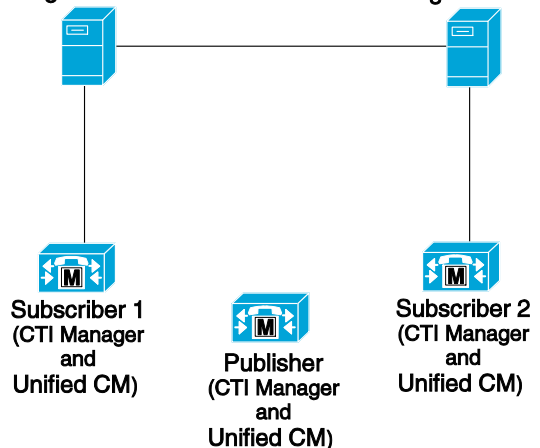 M
M
M
Subscriber 1
(CTI Manager
and
Unified CM)
Publisher
(CTI Manager
and
Unified CM)
Subscriber 2
(CTI Manager
and
Unified CM)